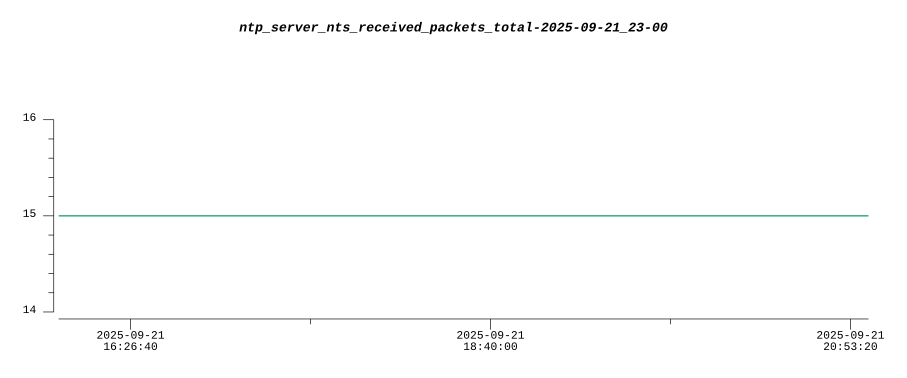 ntp_server_nts_received_packets_total-2025-09-21_23-00
16
15
14
2025-09-21 2025-09-21 2025-09-21
16:26:40 18:40:00 20:53:20